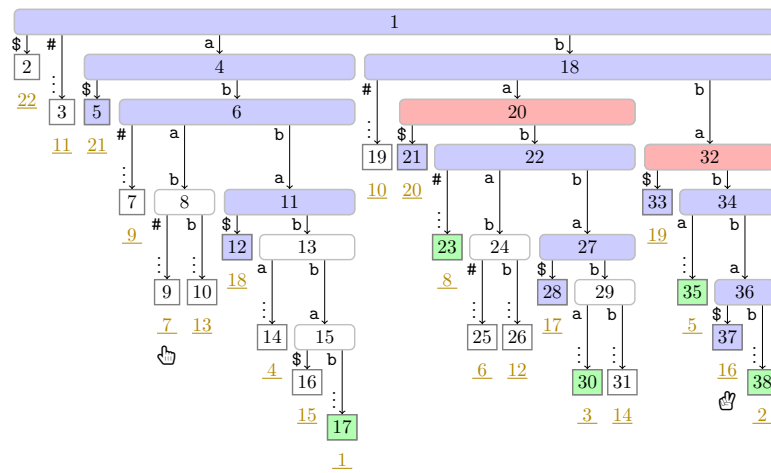 1
$ # a b
2 4 18
22
⋮ $ b # a b
3 5 6 20
11 21
# a b ⋮ $ b a
19 21 22 32
10 20
⋮ b a # a b $ b
7 8 11 33 34
9 19
# b $ b ⋮ b a a b
⋮ ⋮ 12 13 23 24 27 ⋮ a
18 8
9 10 a b # b $ b 35 36
7 13 ⋮ ⋮ ⋮ 28 29 5 $ b
17
14 a 25 26 a b 37 ⋮
4 15 6 12 16
$ b ⋮ ⋮
16 ⋮ 30 31 38
15 3 14 2
17
1